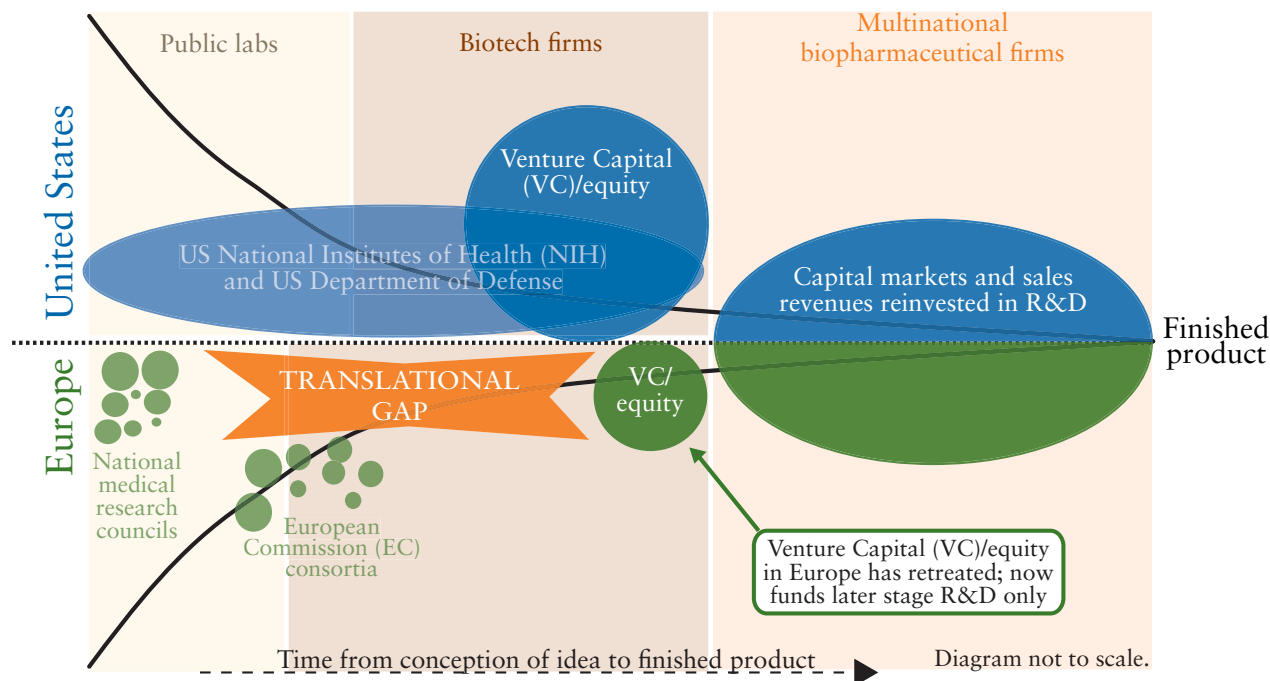 Public labs
Biotech firms
Multinational
biopharmaceutical firms
United States
Venture Capital
(VC)/equity
US National Institutes of Health (NIH)
and US Department of Defense
Capital markets and sales
revenues reinvested in R&D
Finished
product
Europe
TRANSLATIONAL
GAP
VC/
equity
National
medical
research
councils
European
Commission (EC)
consortia
Venture Capital (VC)/equity
in Europe has retreated; now
funds later stage R&D only
Time from conception of idea to finished product
Diagram not to scale.